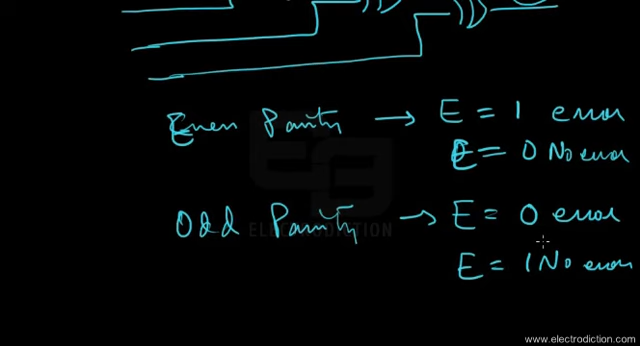 Even Parity → E = 1 error
E = 0 No error
Odd Parity → E = 0 error
E = 1 No error
ELECTRODICTION
www.electrodiction.com